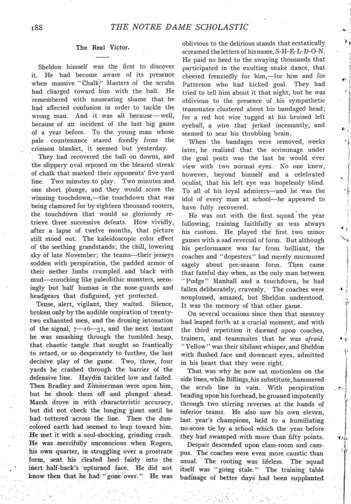 188
THE NOTRE DAME SCHOLASTIC
The Real Victor.
Sheldon himself was the first to discover
it. He had become aware of its presence
when massive "Chalk" Masters of the scrubs
had charged toward him with the ball. He
remembered with nauseating shame that he
had affected confusion in order to tackle the
wrong man. And it was all because—well,
because of an incident of the last big game
of a year before. To the young man whose
pale countenance stared fixedly from the
crimson blanket, it seemed but yesterday.
They had recovered the ball on downs, and
the slippery oval reposed on the bleared streak
of chalk that marked their opponents' five-yard
line. Two minutes to play. Two minutes and
one short plunge, and they would score the
winning touchdown,—the touchdown that was
being clamored for by eighteen thousand rooters,
the touchdown that would so gloriously re-
trieve three successive defeats. How vividly,
after a lapse of twelve months, that picture
still stood out. The kaleidoscopic color effect
of the seething grandstands; the chill, lowering
sky of late November; the teams—their jerseys
sodden with perspiration, the padded armor of
their nether limbs crumpled and black with
mud—crouching like paleolithic monsters, seem-
ingly but half human in the nose-guards and
headgears that disfigured, yet protected.
Tense, alert, vigilant, they waited. Silence,
broken only by the audible respiration of twenty-
two exhausted men, and the droning intonation
of the signal, 7—16—31, and the next instant
he was smashing through the tumbled heap,
that chaotic tangle that sought so frantically
to retard, or so desperately to further, the last
decisive play of the game. Two, three, four
yards he crashed through the barrier of the
defensive line. Haydin tackled low and failed.
Then Bradley and Zimmerman were upon him,
but he shook them off and plunged ahead.
March drove in with characteristic accuracy,
but did not check the lunging giant until he
had tottered across the line. Then the dun-
colored earth had seemed to leap toward him.
He met it with a soul-shocking, grinding crash.
He was mercifully unconscious when Rogers,
his own quarter, in struggling over a prostrate
form, sent his cleated heel fairly into the
inert half-back's upturned face. He did not
know then that he had "gone over." He was
oblivious to the delirious stands that ecstatically
screamed the letters of his name, S-H-E-L-D-O-N.
He paid no heed to the swaying thousands that
participated in the exulting snake dance, that
cheered frenziedly for him,—for him and for
Patterson who had kicked goal. They had
tried to tell him about it that night, but he was
oblivious to the presence of his sympathetic
teammates clustered about his bandaged head;
for a red hot wire tugged at his bruised left
eyeball, a wire that jerked incessantly, and
seemed to sear his throbbing brain.
When the bandages were removed, weeks
later, he realized that the scrimmage under
the goal posts was the last he would ever
view with two normal eyes. No one knew,
however, beyond himself and a celebrated
oculist, that his left eye was hopelessly blind.
To all of his loyal admirers—and he was the
idol of every man at school—he appeared to
have fully recovered.
He was out with the first squad the year
following, training faithfully as was always
his custom. He played the first two minor
games with a sad reversal of form. But although
his performance was far from brilliant, the
coaches and "dopesters" had merely murmured
sagely about pre-season form. Then came
that fateful day when, as the only man between
"Pudge" Manhall and a touchdown, he had
fallen deliberately, cravenly. The coaches were
nonplussed, amazed, but Sheldon understood.
It was the memory of that other game.
On several occasions since then that memory
had leaped forth at a crucial moment, and with
the third repetition it dawned upon coaches,
trainers, and teammates that he was afraid.
"Yellow" was their sibilant whisper, and Sheldon
with flushed face and downcast eyes, admitted
in his heart that they were right.
That was why he now sat motionless on the
side lines, while Billings, his substitute, hammered
the scrub line in vain. With perspiration
beading upon his forehead, he groaned impotently
through two stirring reverses at the hands of
inferior teams. He also saw his own eleven,
last year's champions, held to a humiliating
no-score tie by a school which the year before
they had swamped with more than fifty points.
Despair descended upon class-room and cam-
pus. The coaches were even more caustic than
usual. The rooting was lifeless. The squad
itself was "going stale." The training table
badinage of better days had been supplanted